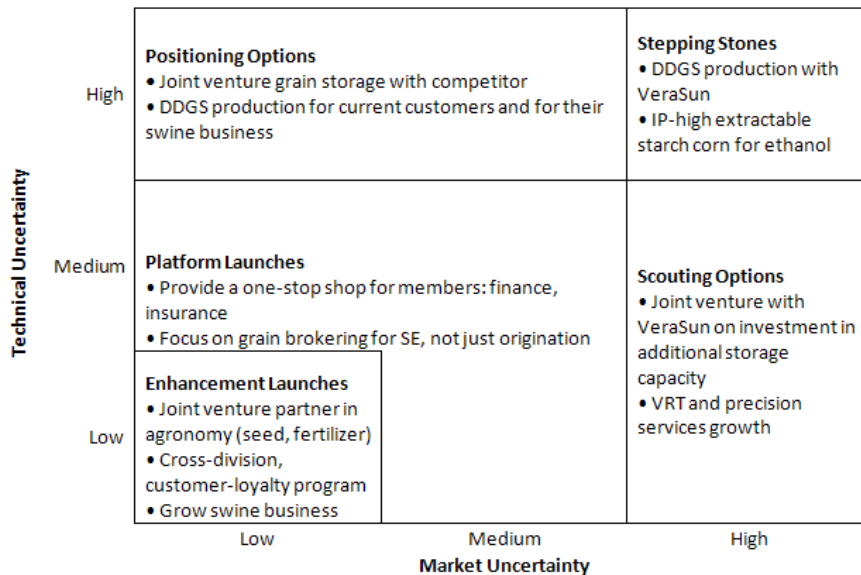 Positioning Options
• Joint venture grain storage with competitor
• DDGS production for current customers and for their
swine business
Stepping Stones
• DDGS production with
VeraSun
• IP-high extractable
starch corn for ethanol
High
Technical Uncertainty
Medium
Platform Launches
• Provide a one-stop shop for members: finance,
insurance
• Focus on grain brokering for SE, not just origination
Scouting Options
• Joint venture with
VeraSun on investment in
additional storage
capacity
• VRT and precision
services growth
Enhancement Launches
• Joint venture partner in
agronomy (seed, fertilizer)
• Cross-division,
customer-loyalty program
• Grow swine business
Low
Low
Medium
High
Market Uncertainty